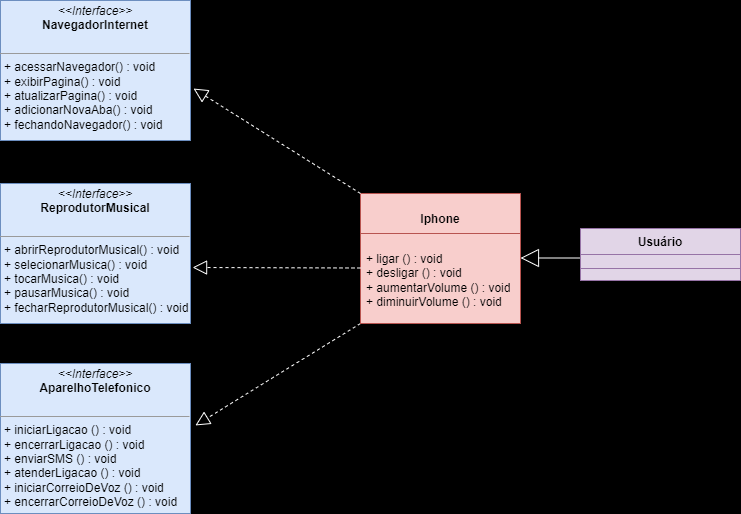 <<Interface>>
NavegadorInternet
+ acessarNavegador() : void
+ exibirPagina() : void
+ atualizarPagina() : void
+ adicionarNovaAba() : void
+ fechandoNavegador() : void
<<Interface>>
ReprodutorMusical
+ abrirReprodutorMusical() : void
+ selecionarMusica() : void
+ tocarMusica() : void
+ pausarMusica() : void
+ fecharReprodutorMusical() : void
<<Interface>>
AparelhoTelefonico
+ iniciarLigacao () : void
+ encerrarLigacao () : void
+ enviarSMS () : void
+ atenderLigacao () : void
+ iniciarCorreioDeVoz () : void
+ encerrarCorreioDeVoz () : void
Iphone
+ ligar () : void
+ desligar () : void
+ aumentarVolume () : void
+ diminuirVolume () : void
Usuário